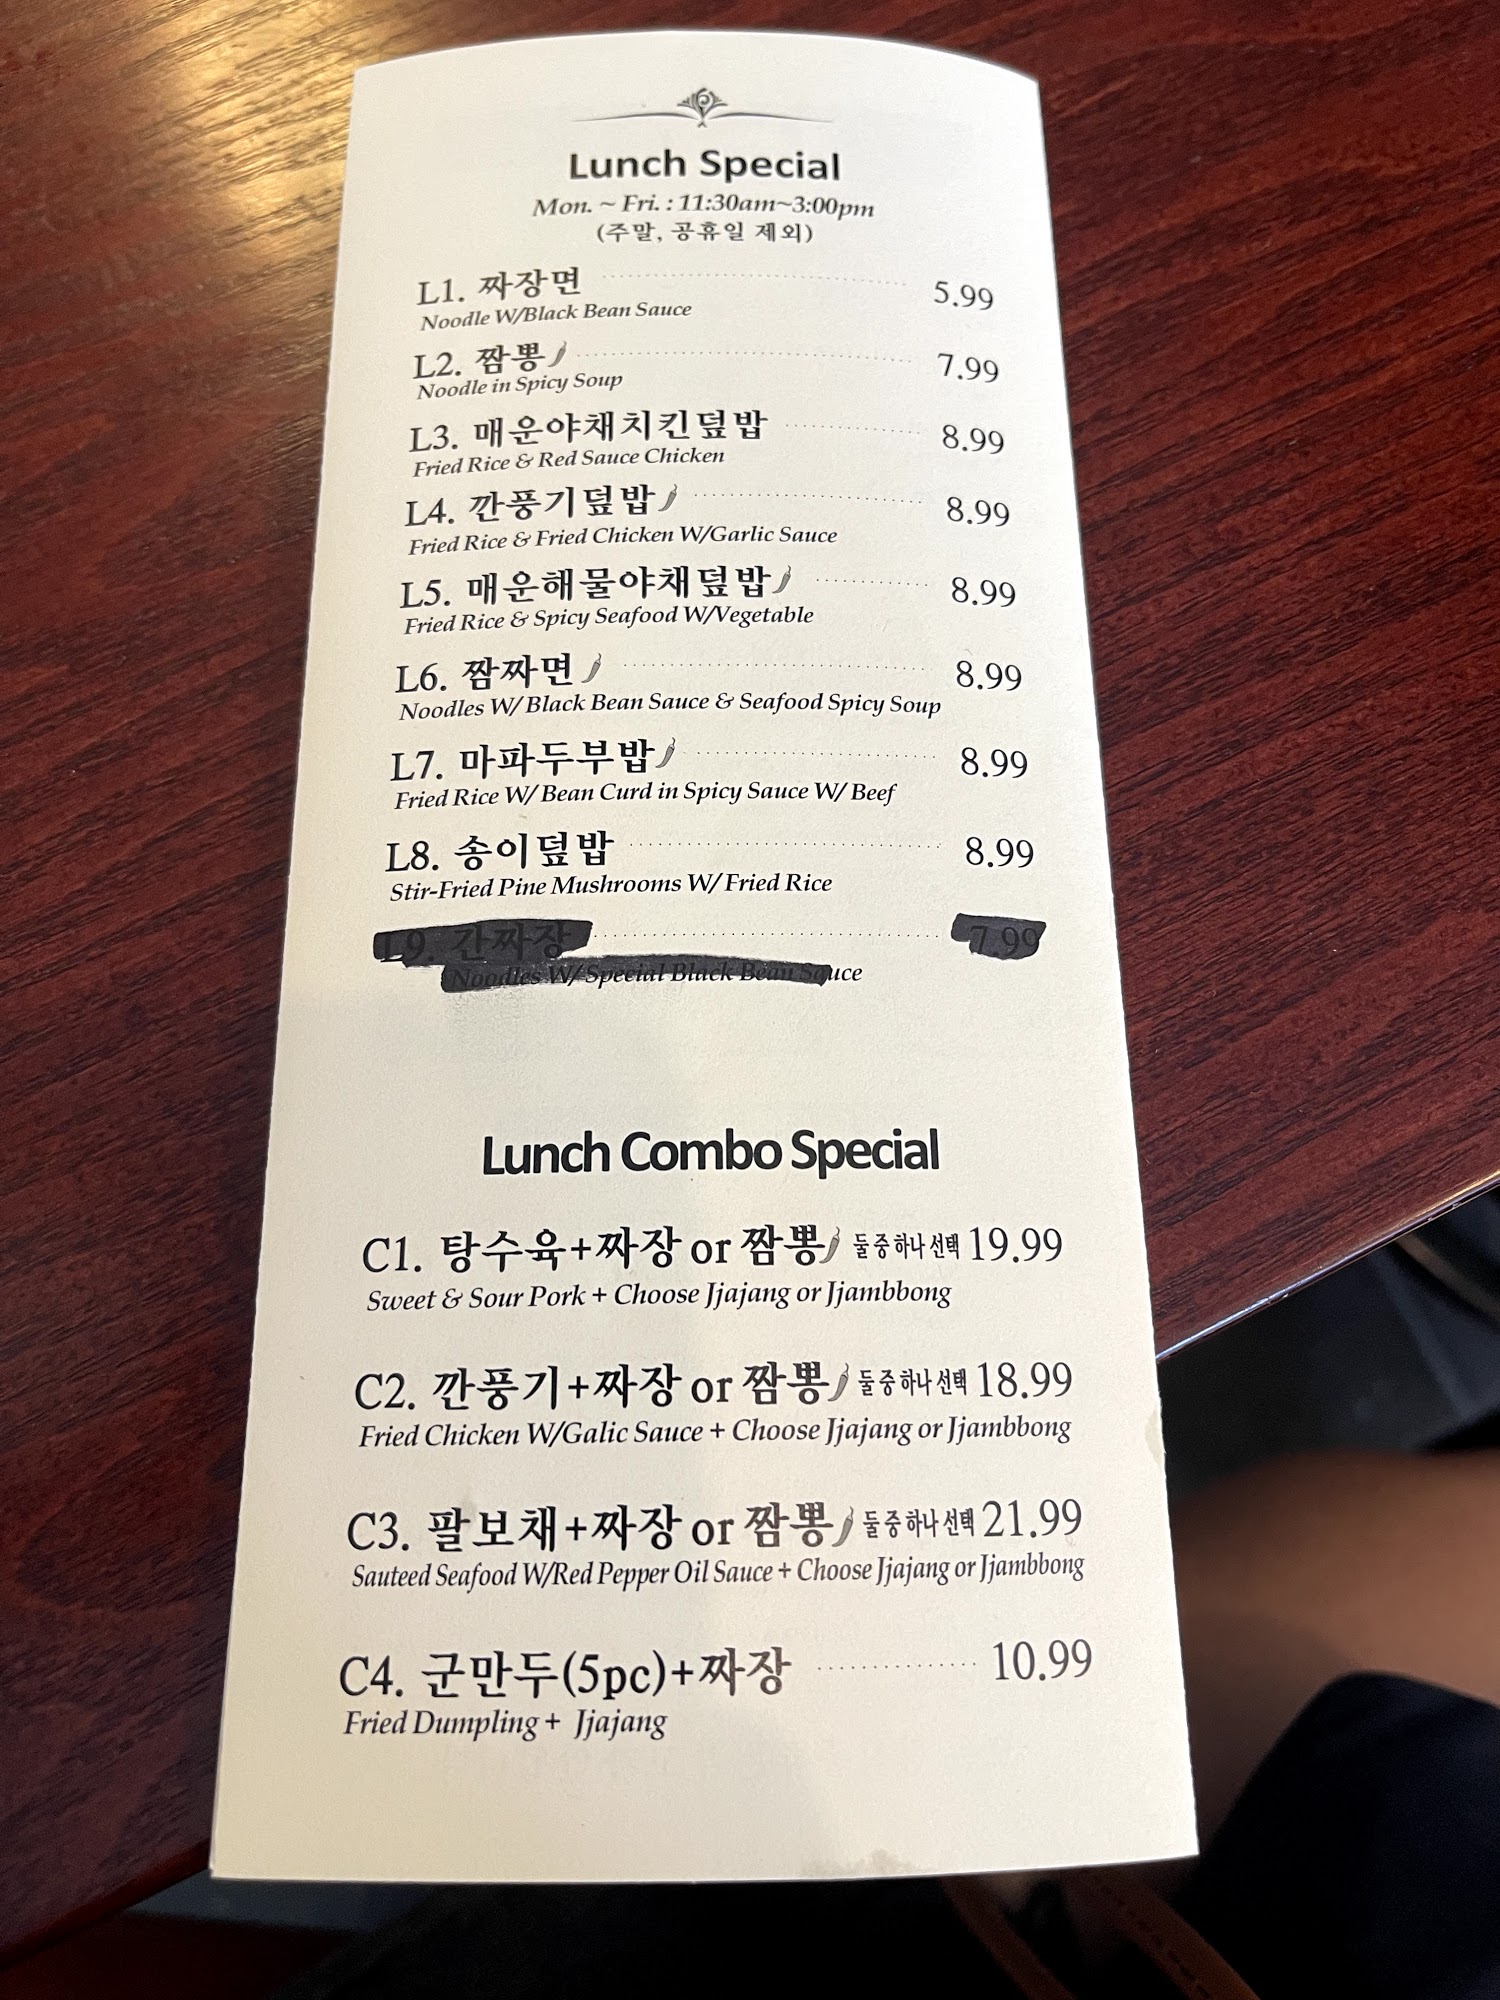 Lunch Special
Mon. ~ Fri. : 11:30am~3:00pm
(주말, 공휴일 제외)
L1. 짜장면 5.99
Noodle W/Black Bean Sauce
L2. 짬뽕 7.99
Noodle in Spicy Soup
L3. 매운야채치킨덮밥 8.99
Fried Rice & Red Sauce Chicken
L4. 깐풍기덮밥 8.99
Fried Rice & Fried Chicken W/Garlic Sauce
L5. 매운해물야채덮밥 8.99
Fried Rice & Spicy Seafood W/Vegetable
L6. 짬짜면 8.99
Noodles W/ Black Bean Sauce & Seafood Spicy Soup
L7. 마파두부밥 8.99
Fried Rice W/ Bean Curd in Spicy Sauce W/ Beef
L8. 송이덮밥 8.99
Stir-Fried Pine Mushrooms W/ Fried Rice
L9. 간짜장 7.99
Noodles W/ Special Black Bean Sauce
Lunch Combo Special
C1. 탕수육+짜장 or 짬뽕 둘 중 하나 선택 19.99
Sweet & Sour Pork + Choose Jjajang or Jjambbong
C2. 깐풍기+짜장 or 짬뽕 둘 중 하나 선택 18.99
Fried Chicken W/Galic Sauce + Choose Jjajang or Jjambbong
C3. 팔보채+짜장 or 짬뽕 둘 중 하나 선택 21.99
Sauteed Seafood W/Red Pepper Oil Sauce + Choose Jjajang or Jjambbong
C4. 군만두(5pc)+짜장 10.99
Fried Dumpling + Jjajang